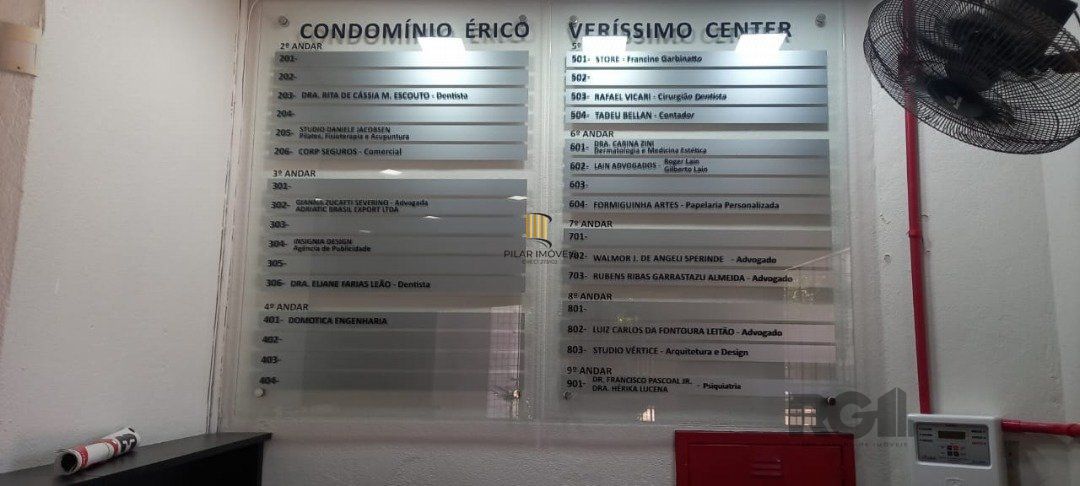 CONDOMÍNIO ÉRICO VERÍSSIMO CENTER
2º ANDAR
201-
202-
203- DRA. RITA DE CÁSSIA M. ESCOUTO - Dentista
204-
205- STUDIO DANIELE JACOBSEN
Pilates, Fisioterapia e Acupuntura
206- CORP SEGUROS - Comercial
3º ANDAR
301-
302- GIANNA ZUCATTI SEVERINO - Advogada
ADRIATIC BRASIL EXPORT LTDA
303-
304- INSIGNIA DESIGN
Agência de Publicidade
305-
306- DRA. ELIANE FARIAS LEÃO - Dentista
4º ANDAR
401- DOMOTICA ENGENHARIA
402-
403-
404-
5º
501- STORE - Francine Garbinatto
502-
503- RAFAEL VICARI - Cirurgião Dentista
504- TADEU BELLAN - Contador
6º ANDAR
601- DRA. CARINA ZINI
Dermatologia e Medicina Estética
602- LAIN ADVOGADOS - Roger Lain
Gilberto Lain
603-
604- FORMIGUINHA ARTES - Papelaria Personalizada
7º ANDAR
701-
702- WALMOR J. DE ANGELI SPERINDE - Advogado
703- RUBENS RIBAS GARRASTAZU ALMEIDA - Advogado
8º ANDAR
801-
802- LUIZ CARLOS DA FONTOURA LEITÃO - Advogado
803- STUDIO VÉRTICE - Arquitetura e Design
9º ANDAR
901- DR. FRANCISCO PASCOAL JR.
DRA. HÉRIKA LUCENA - Psiquiatria
PILAR IMÓVEIS